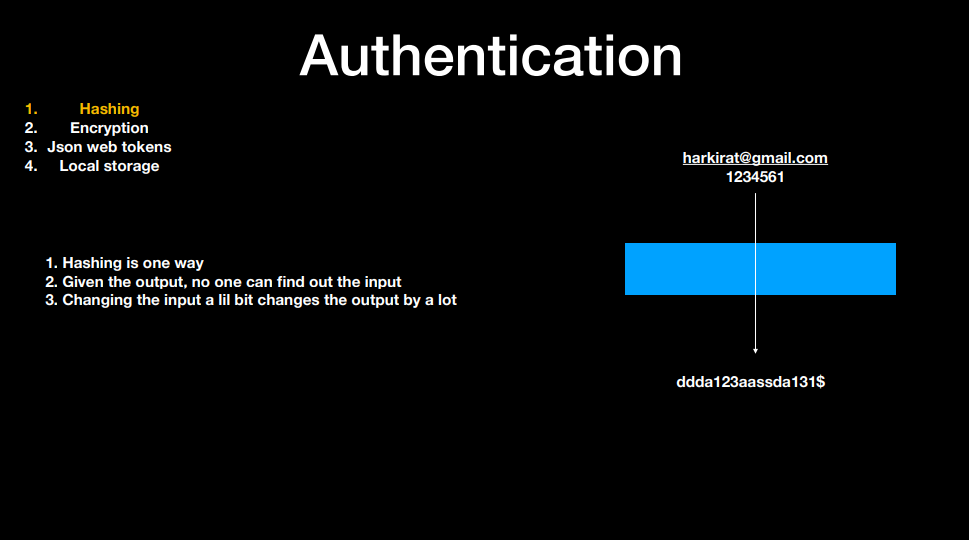 Authentication
1. Hashing
2. Encryption
3. Json web tokens
4. Local storage
harkirat@gmail.com
1234561
1. Hashing is one way
2. Given the output, no one can find out the input
3. Changing the input a lil bit changes the output by a lot
ddda123aassda131$